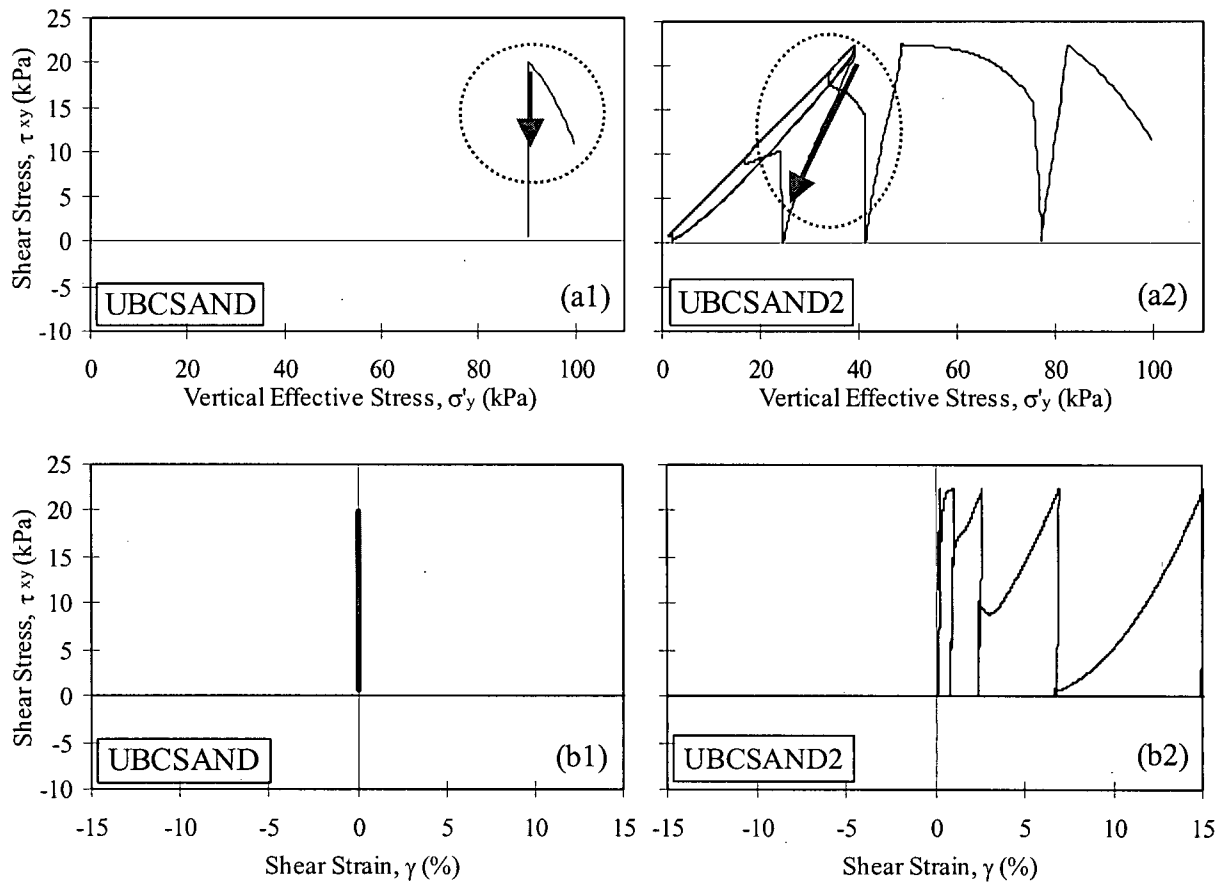 25
20
15
10
5
0
-5
-10
Shear Stress, τ xy (kPa)
UBCSAND
(a1)
0 20 40 60 80 100
Vertical Effective Stress, σ'y (kPa)
UBCSAND2
(a2)
0 20 40 60 80 100
Vertical Effective Stress, σ'y (kPa)
25
20
15
10
5
0
-5
-10
Shear Stress, τ xy (kPa)
UBCSAND
(b1)
-15 -10 -5 0 5 10 15
Shear Strain, γ (%)
UBCSAND2
(b2)
-15 -10 -5 0 5 10 15
Shear Strain, γ (%)